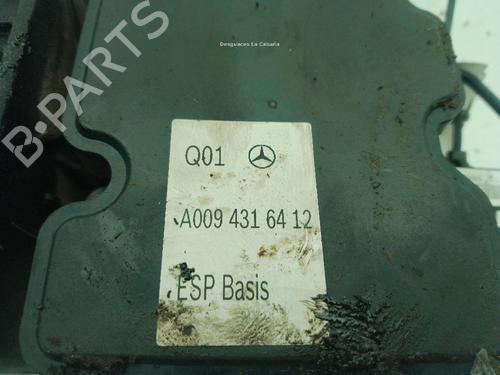 Desguaces La Cabaña
B-PARTS
Q01
A009 431 64 12
ESP Basis